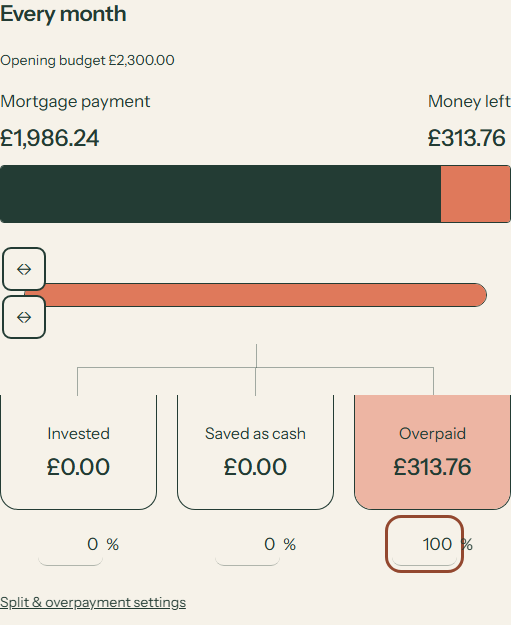 Every month
Opening budget £2,300.00
Mortgage payment Money left
£1,986.24 £313.76
Invested Saved as cash Overpaid
£0.00 £0.00 £313.76
0 % 0 % 100 %
Split & overpayment settings